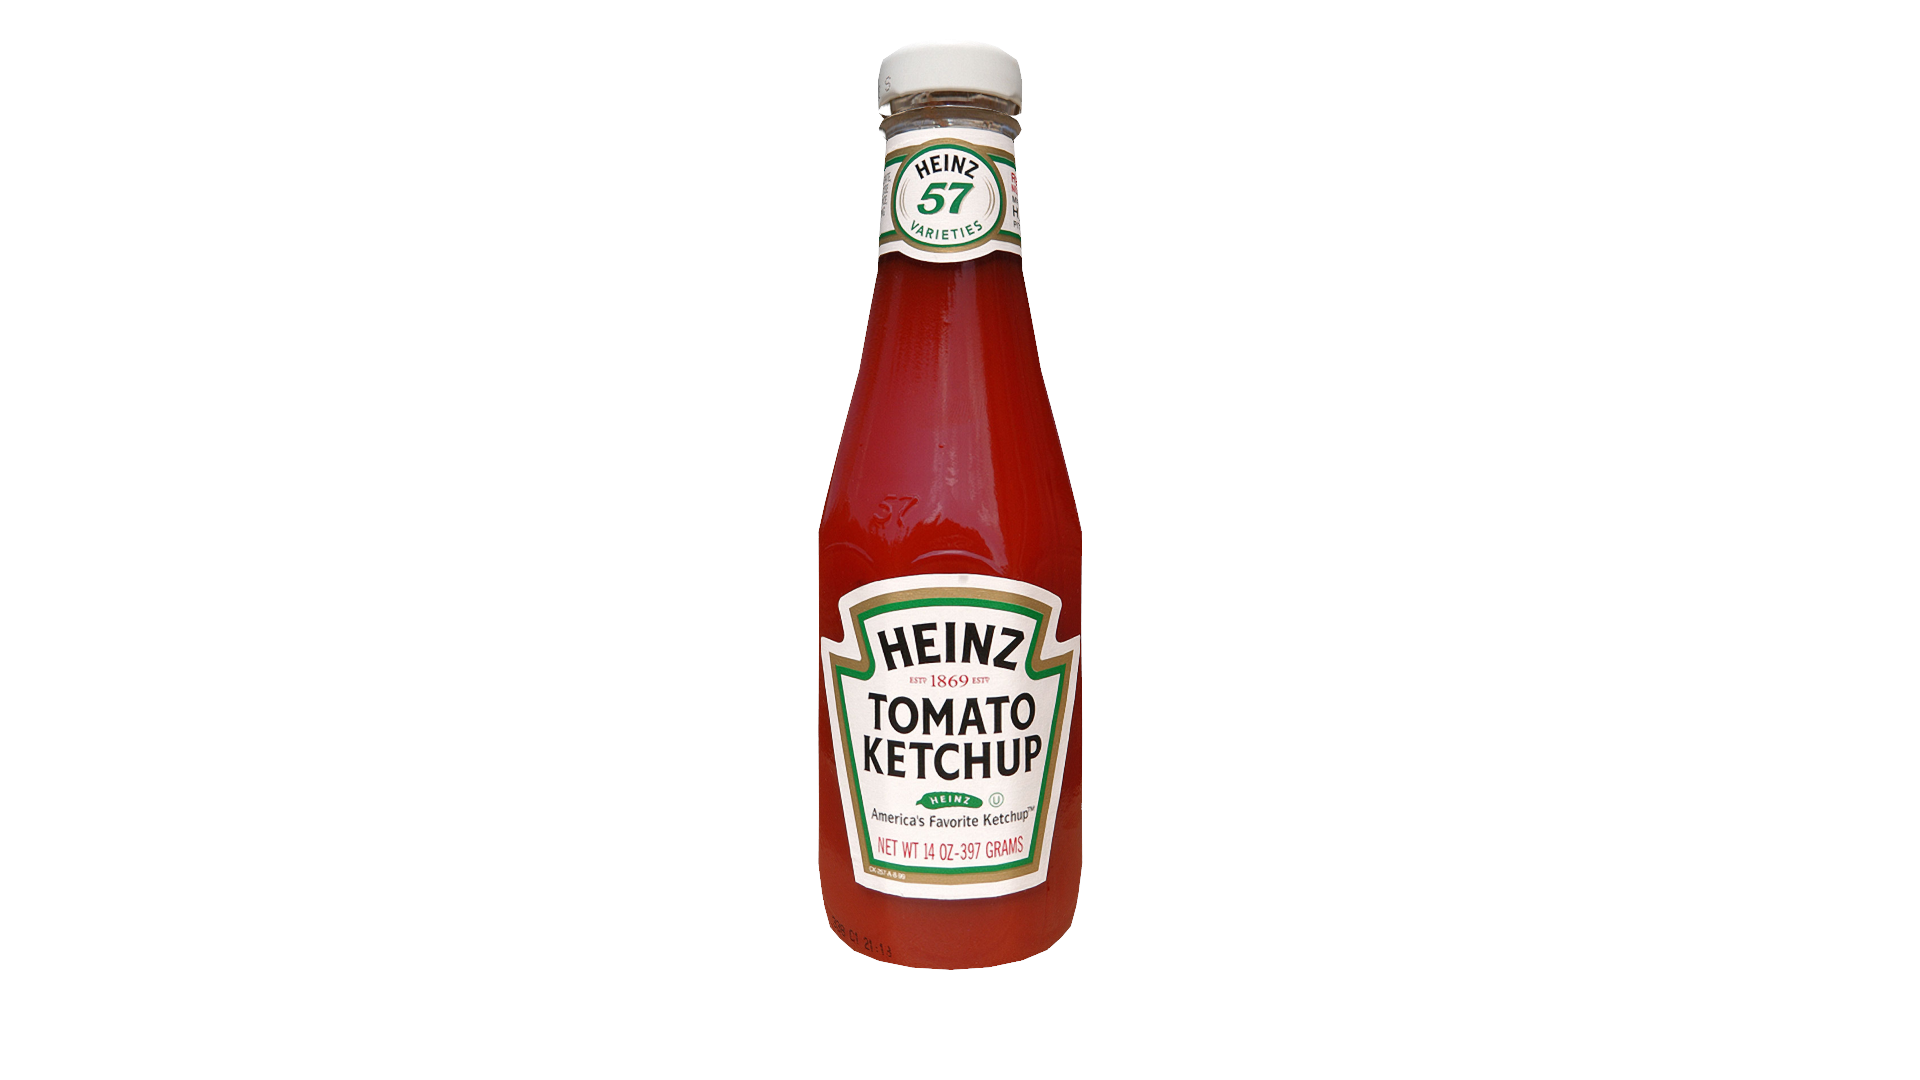 HEINZ
57
VARIETIES
57
HEINZ
ESTD 1869 ESTD
TOMATO
KETCHUP
HEINZ U
America's Favorite Ketchup™
NET WT 14 OZ-397 GRAMS